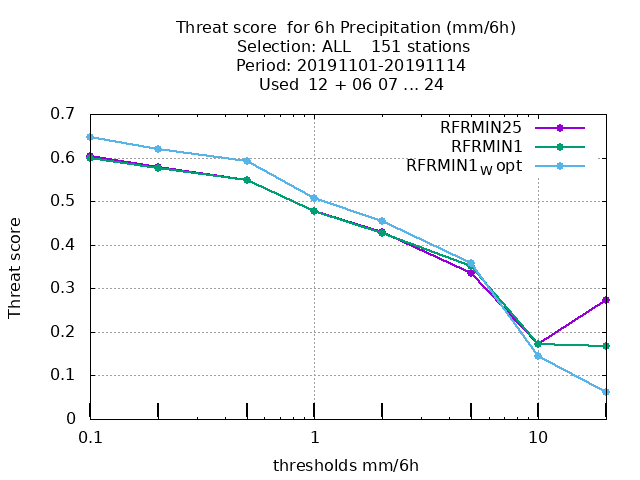 Threat score  for 6h Precipitation (mm/6h)
Selection: ALL    151 stations
Period: 20191101-20191114
Used  12 + 06 07 ... 24
RFRMIN25
RFRMIN1
RFRMIN1W opt
Threat score
0.7
0.6
0.5
0.4
0.3
0.2
0.1
0
0.1
1
10
thresholds mm/6h